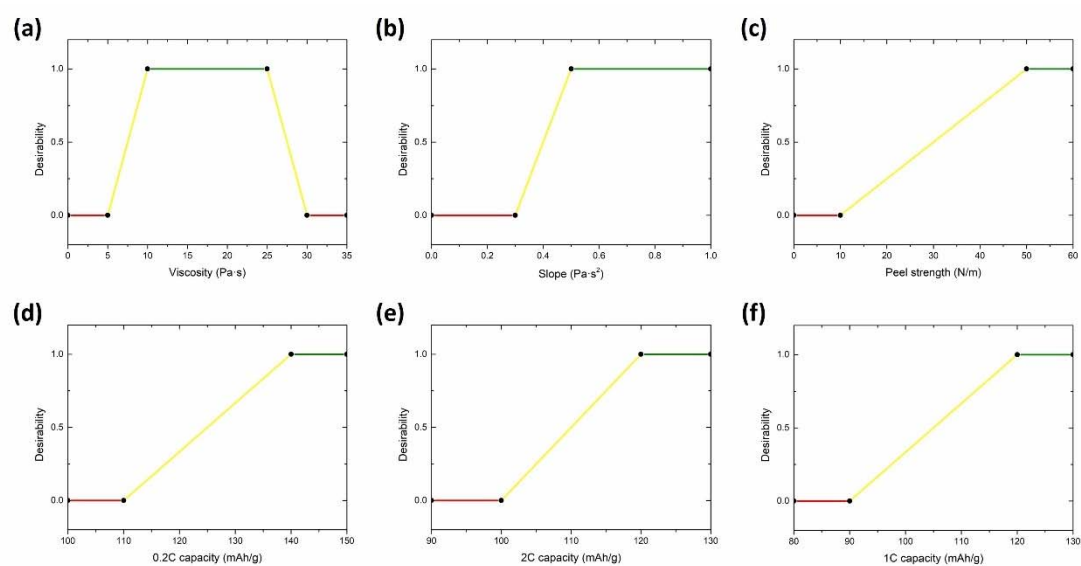 (a)
1.0
0.5
0.0
Desirability
0 5 10 15 20 25 30 35
Viscosity (Pa·s)
(b)
1.0
0.5
0.0
Desirability
0.0 0.2 0.4 0.6 0.8 1.0
Slope (Pa·s²)
(c)
1.0
0.5
0.0
Desirability
0 10 20 30 40 50 60
Peel strength (N/m)
(d)
1.0
0.5
0.0
Desirability
100 110 120 130 140 150
0.2C capacity (mAh/g)
(e)
1.0
0.5
0.0
Desirability
90 100 110 120 130
2C capacity (mAh/g)
(f)
1.0
0.5
0.0
Desirability
80 90 100 110 120 130
1C capacity (mAh/g)